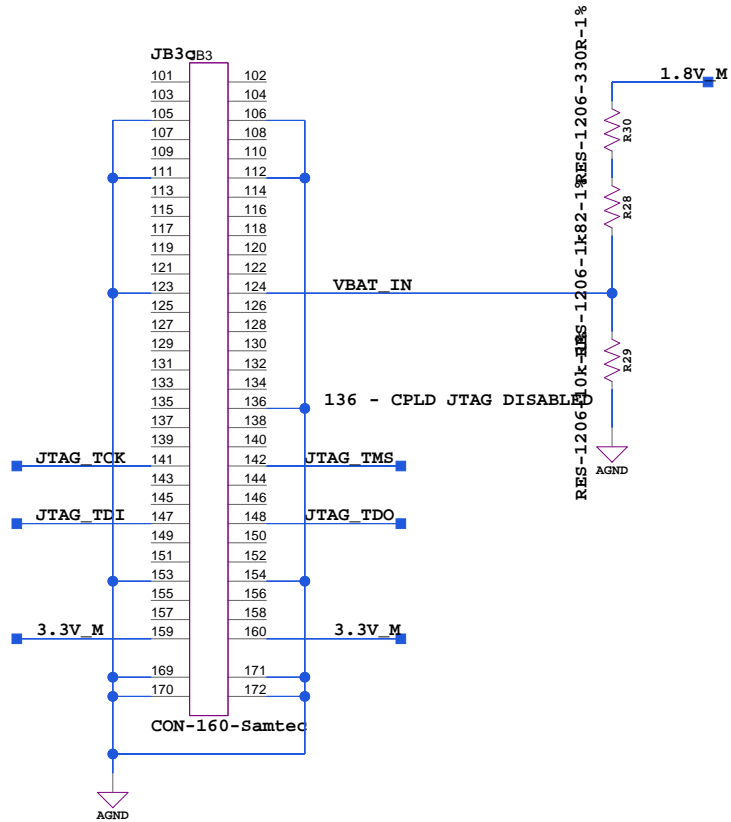 JB3c
JB3
101 102
103 104
105 106
107 108
109 110
111 112
113 114
115 116
117 118
119 120
121 122
123 124
125 126
127 128
129 130
131 132
133 134
135 136
137 138
139 140
141 142
143 144
145 146
147 148
149 150
151 152
153 154
155 156
157 158
159 160
169 171
170 172
CON-160-Samtec
AGND
JTAG_TCK
JTAG_TDI
3.3V_M
VBAT_IN
136 - CPLD JTAG DISABLED
JTAG_TMS
JTAG_TDO
3.3V_M
1.8V_M
RES-1206-330R-1%
R30
RES-1206-1k82-1%
R28
RES-1206-10k-1%
R29
AGND